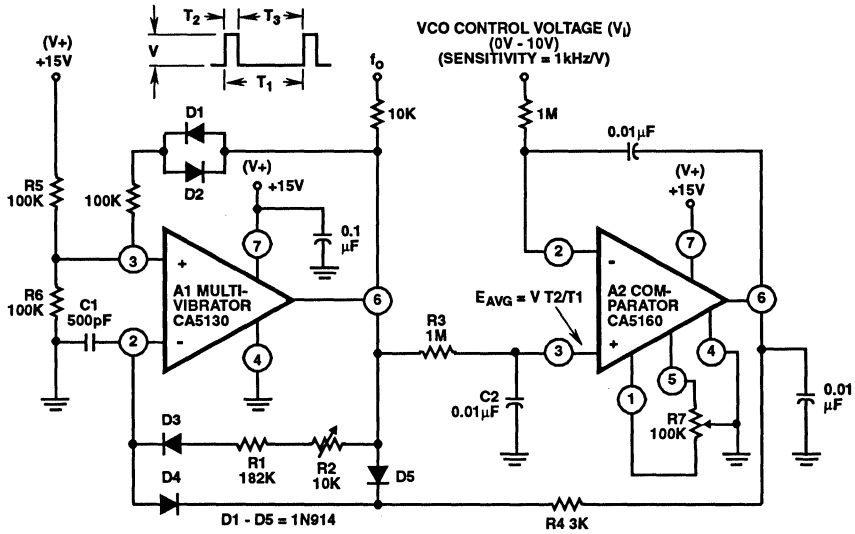 T2
T3
V
T1
(V+)
+15V
fo
10K
VCO CONTROL VOLTAGE (VI)
(0V - 10V)
(SENSITIVITY = 1kHz/V)
1M
0.01µF
D1
D2
R5
100K
100K
(V+)
+15V
0.1
µF
7
3
+
A1 MULTI-
VIBRATOR
CA5130
6
R6
100K
C1
500pF
2
-
4
(V+)
+15V
7
2
-
A2 COM-
PARATOR
CA5160
6
EAVG = V T2/T1
R3
1M
3
+
4
5
1
C2
0.01µF
R7
100K
0.01
µF
D3
R1
182K
R2
10K
D5
D4
D1 - D5 = 1N914
R4 3K